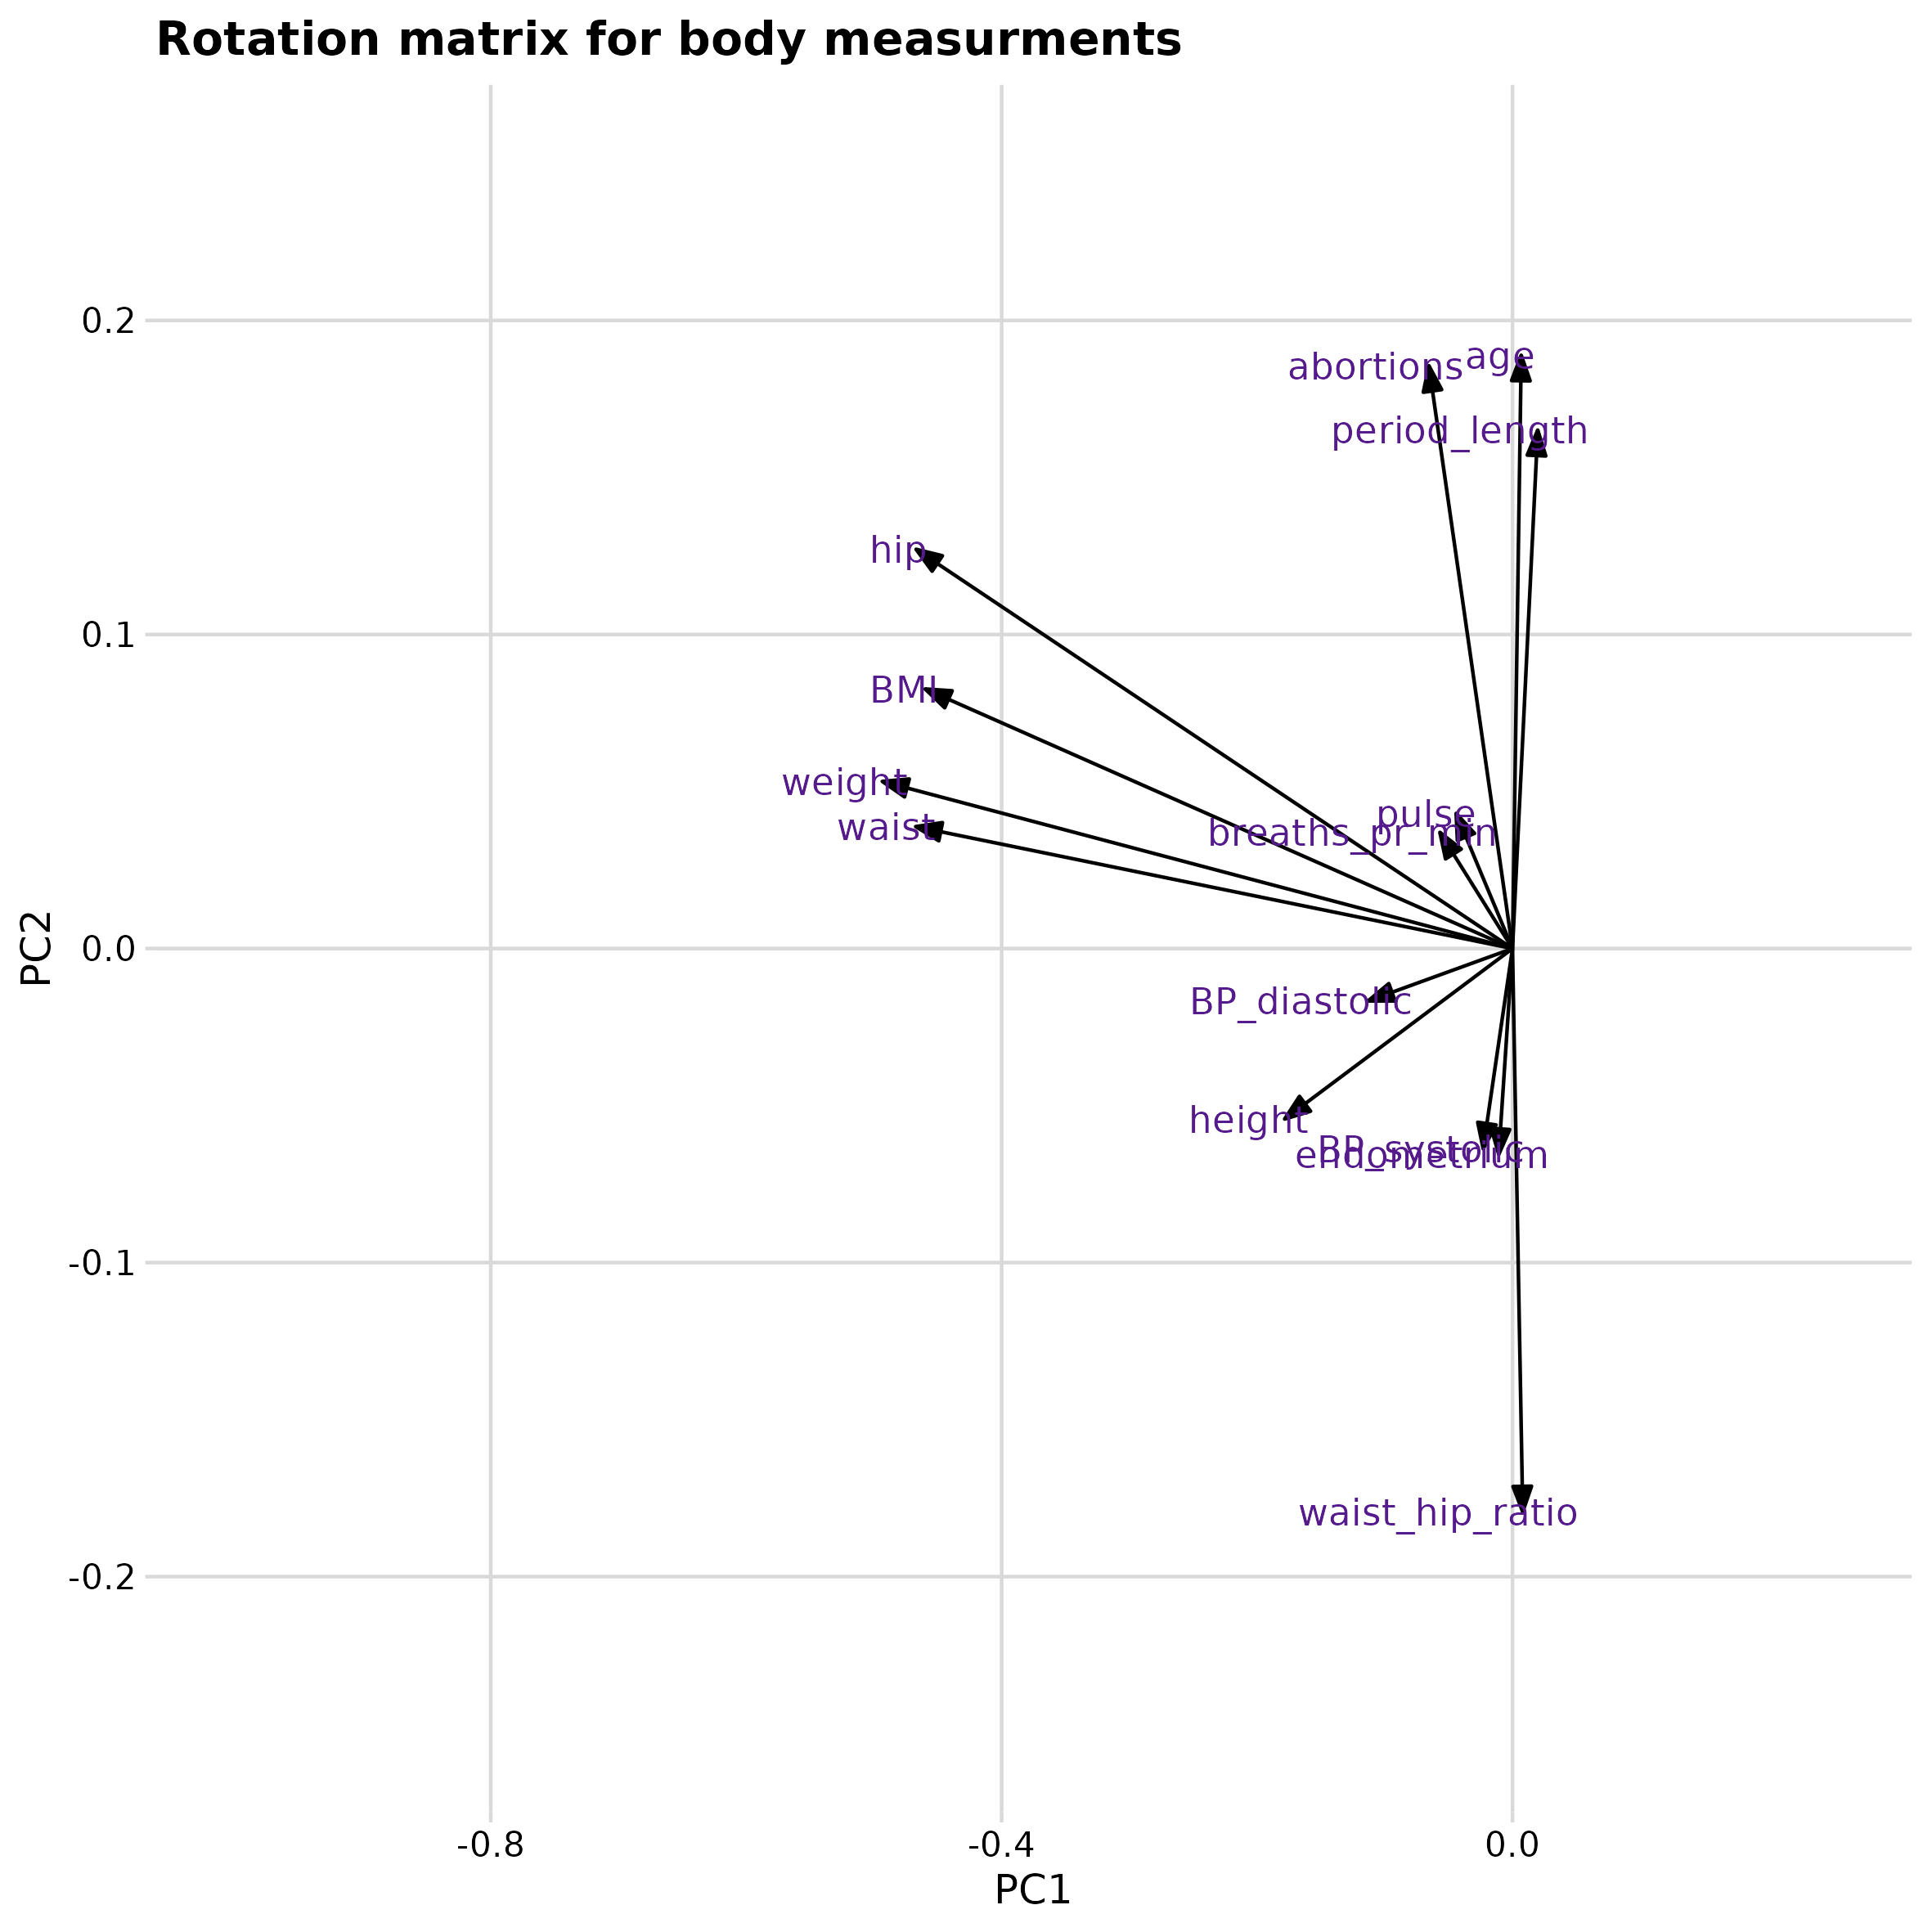 Rotation matrix for body measurments
0.2
abortions
age
period_length
hip
0.1
BMI
weight
waist
pulse
breaths_pr_min
PC2
0.0
BP_diastolic
height
BP_systolic
endometrium
-0.1
waist_hip_ratio
-0.2
-0.8
-0.4
0.0
PC1